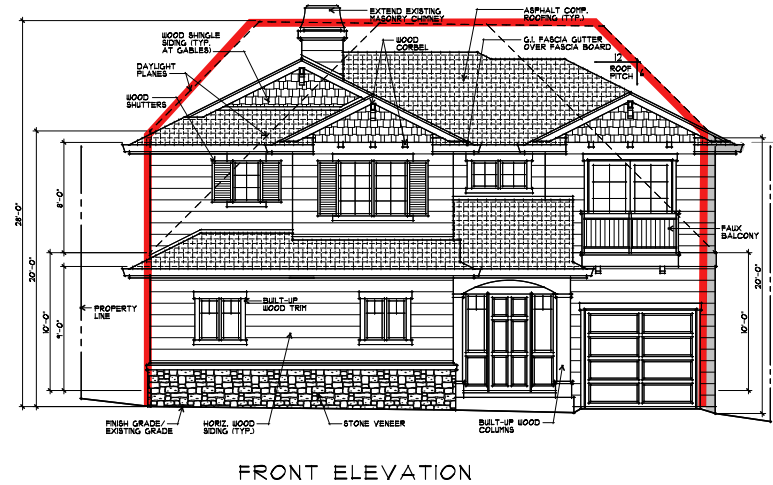 EXTEND EXISTING
MASONRY CHIMNEY
ASPHALT COMP.
ROOFING (TYP.)
WOOD SHINGLE
SIDING (TYP.
AT GABLES)
WOOD
CORBEL
G.I. FASCIA GUTTER
OVER FASCIA BOARD
12
ROOF
PITCH
DAYLIGHT
PLANES
WOOD
SHUTTERS
28'-0"
8'-0"
20'-0"
FAUX
BALCONY
20'-0"
PROPERTY
LINE
BUILT-UP
WOOD TRIM
10'-0"
9'-0"
10'-0"
FINISH GRADE/
EXISTING GRADE
HORIZ. WOOD
SIDING (TYP.)
STONE VENEER
BUILT-UP WOOD
COLUMNS
FRONT ELEVATION